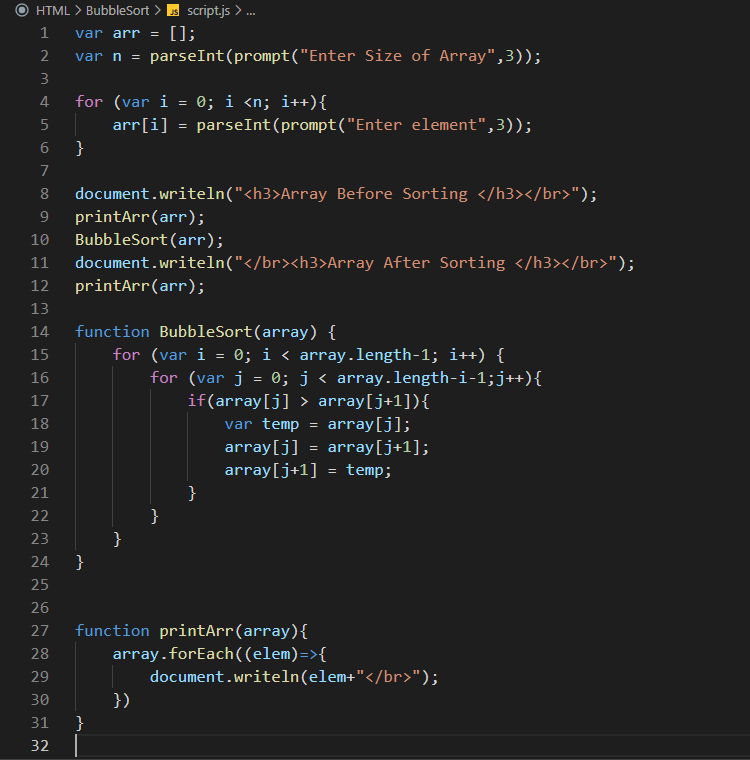 HTML > BubbleSort > JS script.js > ...
1 var arr = [];
2 var n = parseInt(prompt("Enter Size of Array",3));
3
4 for (var i = 0; i <n; i++){
5     arr[i] = parseInt(prompt("Enter element",3));
6 }
7
8 document.writeln("<h3>Array Before Sorting </h3></br>");
9 printArr(arr);
10 BubbleSort(arr);
11 document.writeln("</br><h3>Array After Sorting </h3></br>");
12 printArr(arr);
13
14 function BubbleSort(array) {
15     for (var i = 0; i < array.length-1; i++) {
16         for (var j = 0; j < array.length-i-1;j++){
17             if(array[j] > array[j+1]){
18                 var temp = array[j];
19                 array[j] = array[j+1];
20                 array[j+1] = temp;
21             }
22         }
23     }
24 }
25
26
27 function printArr(array){
28     array.forEach((elem)=>{
29         document.writeln(elem+"</br>");
30     })
31 }
32